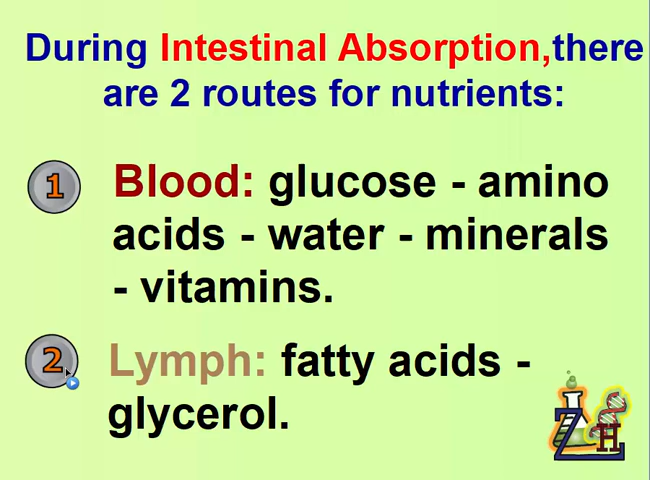 During Intestinal Absorption,there
are 2 routes for nutrients:
1 Blood: glucose - amino
acids - water - minerals
- vitamins.
2 Lymph: fatty acids -
glycerol.
ZH